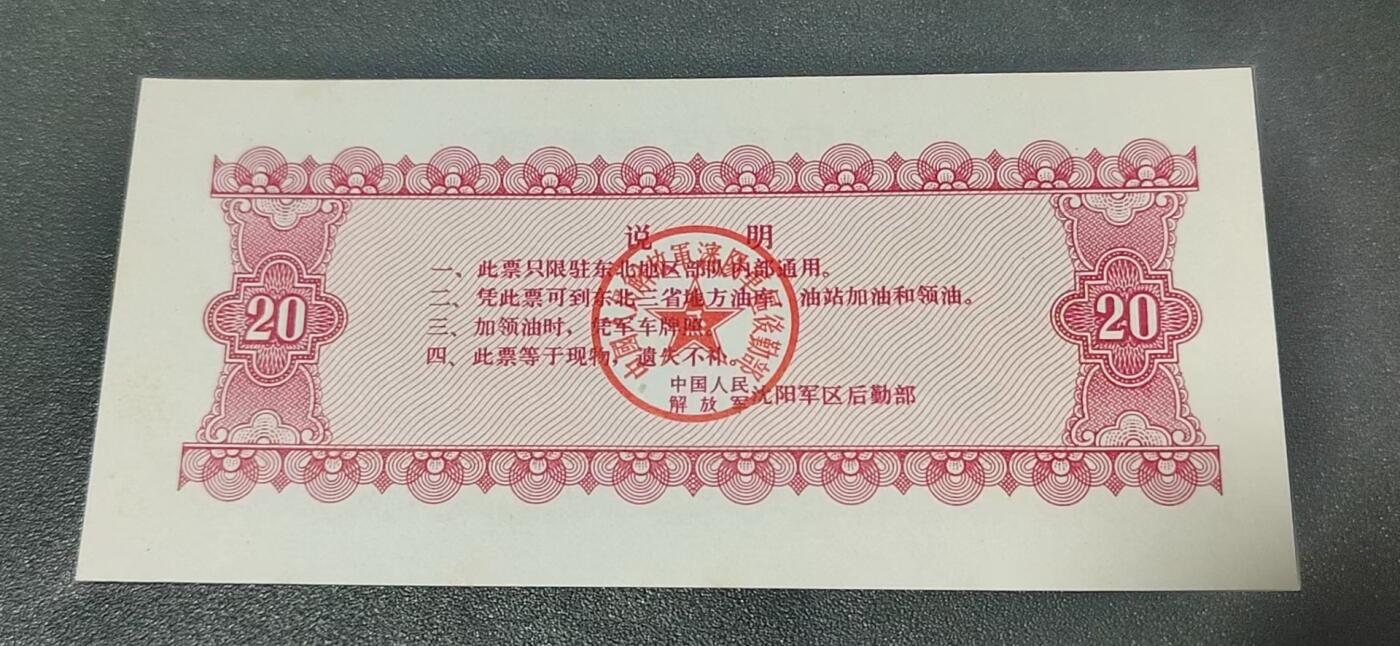 说明
一、此票只限驻东北地区部队内部通用。
二、凭此票可到东北三省地方油库、油站加油和领油。
三、加领油时，凭军车牌照。
四、此票等于现物，遗失不补。
中国人民
解放军沈阳军区后勤部
20
20